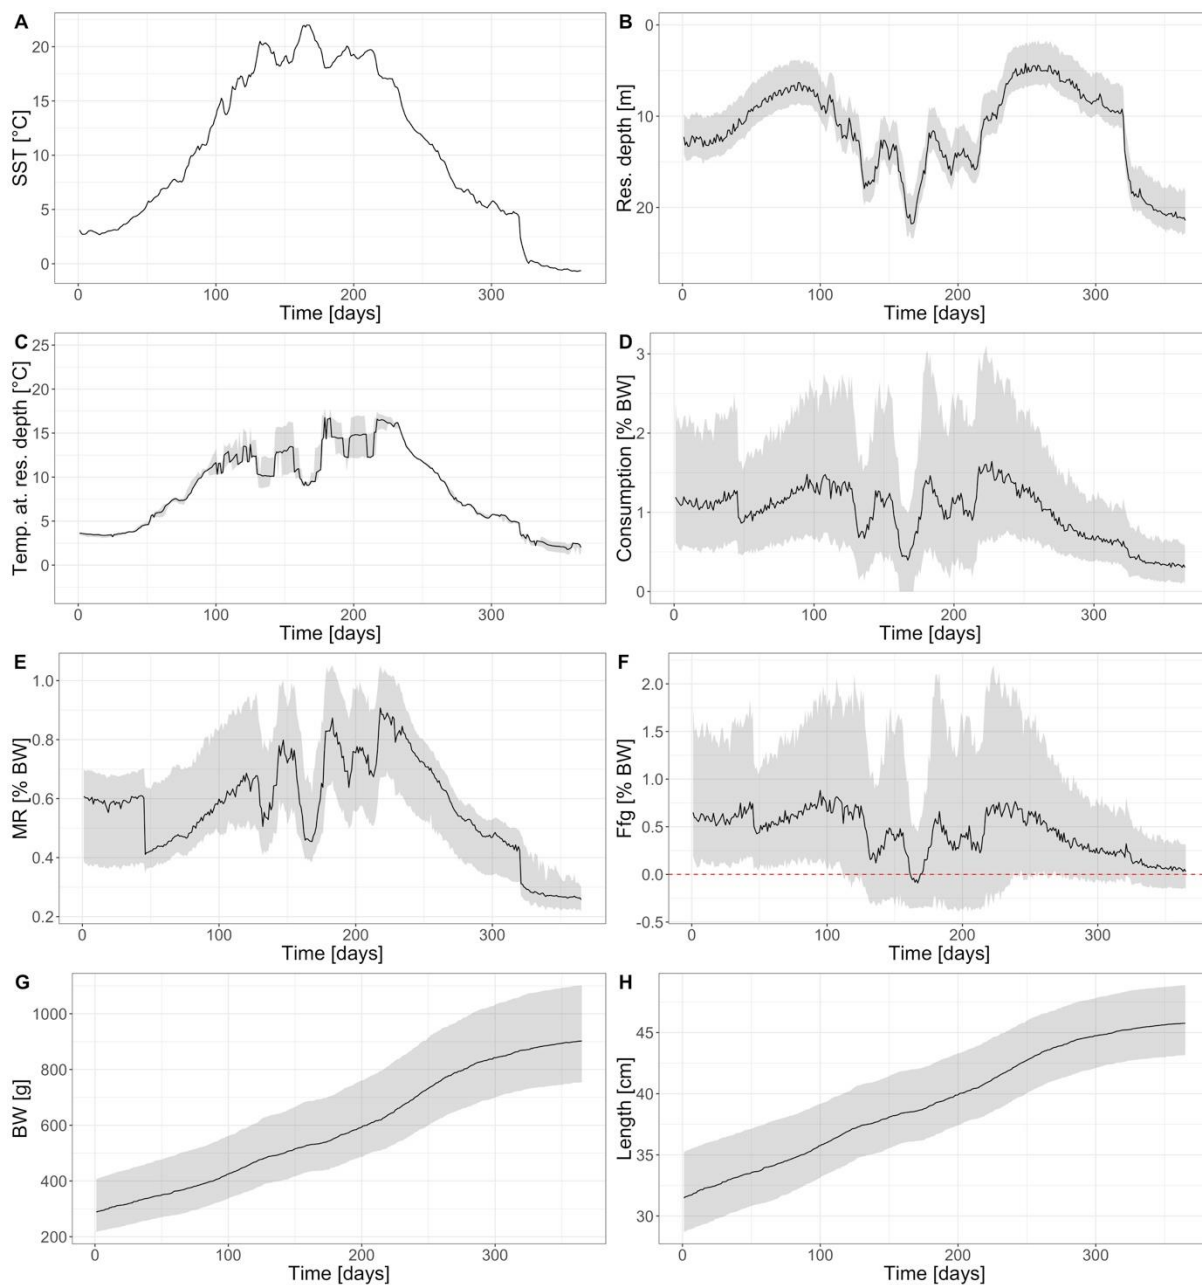 A
SST [°C]
20
15
10
5
0
0 100 200 300
Time [days]
B
Res. depth [m]
0
10
20
0 100 200 300
Time [days]
C
Temp. at. res. depth [°C]
25
20
15
10
5
0
0 100 200 300
Time [days]
D
Consumption [% BW]
3
2
1
0
0 100 200 300
Time [days]
E
MR [% BW]
1.0
0.8
0.6
0.4
0.2
0 100 200 300
Time [days]
F
Ffg [% BW]
2.0
1.5
1.0
0.5
0.0
-0.5
0 100 200 300
Time [days]
G
BW [g]
1000
800
600
400
200
0 100 200 300
Time [days]
H
Length [cm]
45
40
35
30
0 100 200 300
Time [days]